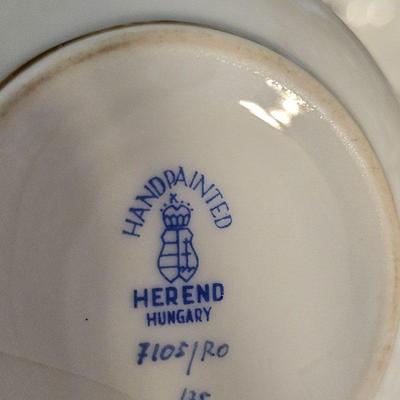 HANDPAINTED
HEREND
HUNGARY
7105/RO